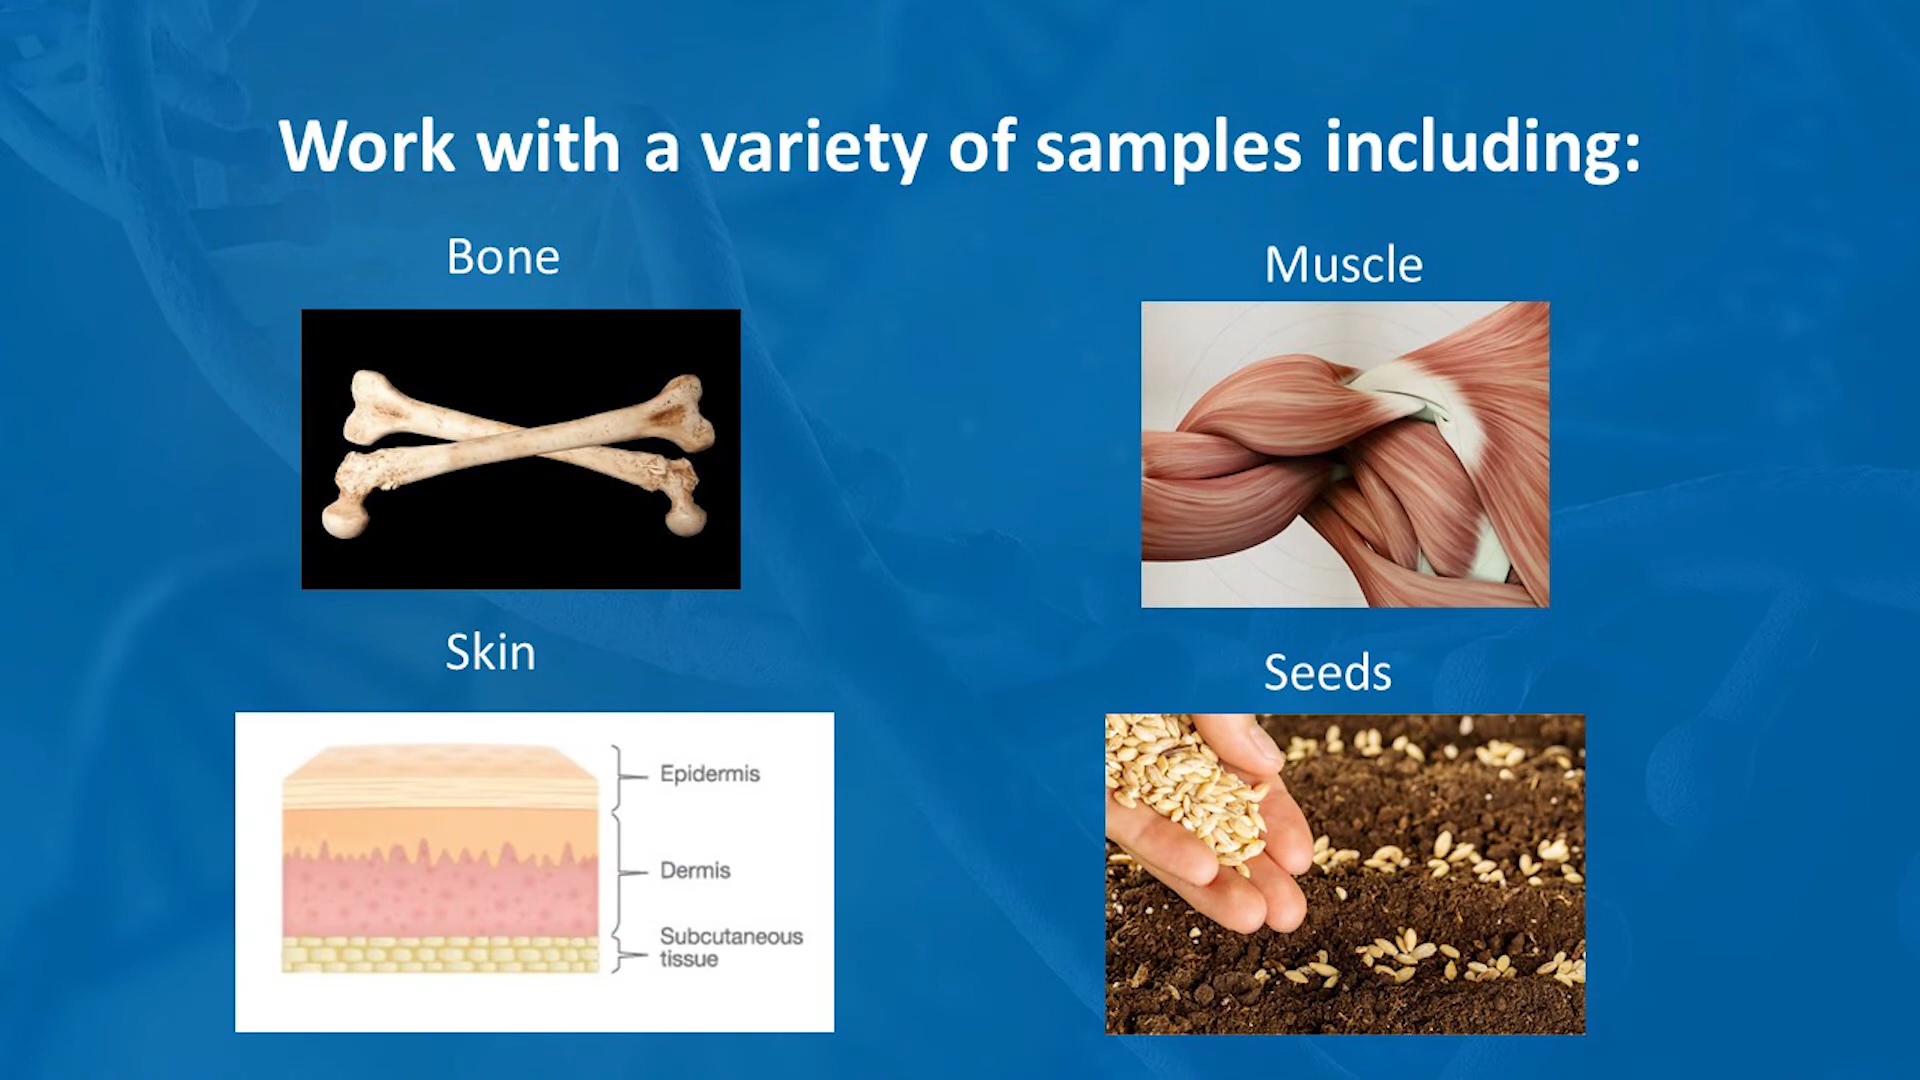 Work with a variety of samples including:
Bone
Muscle
Skin
Epidermis
Dermis
Subcutaneous
tissue
Seeds